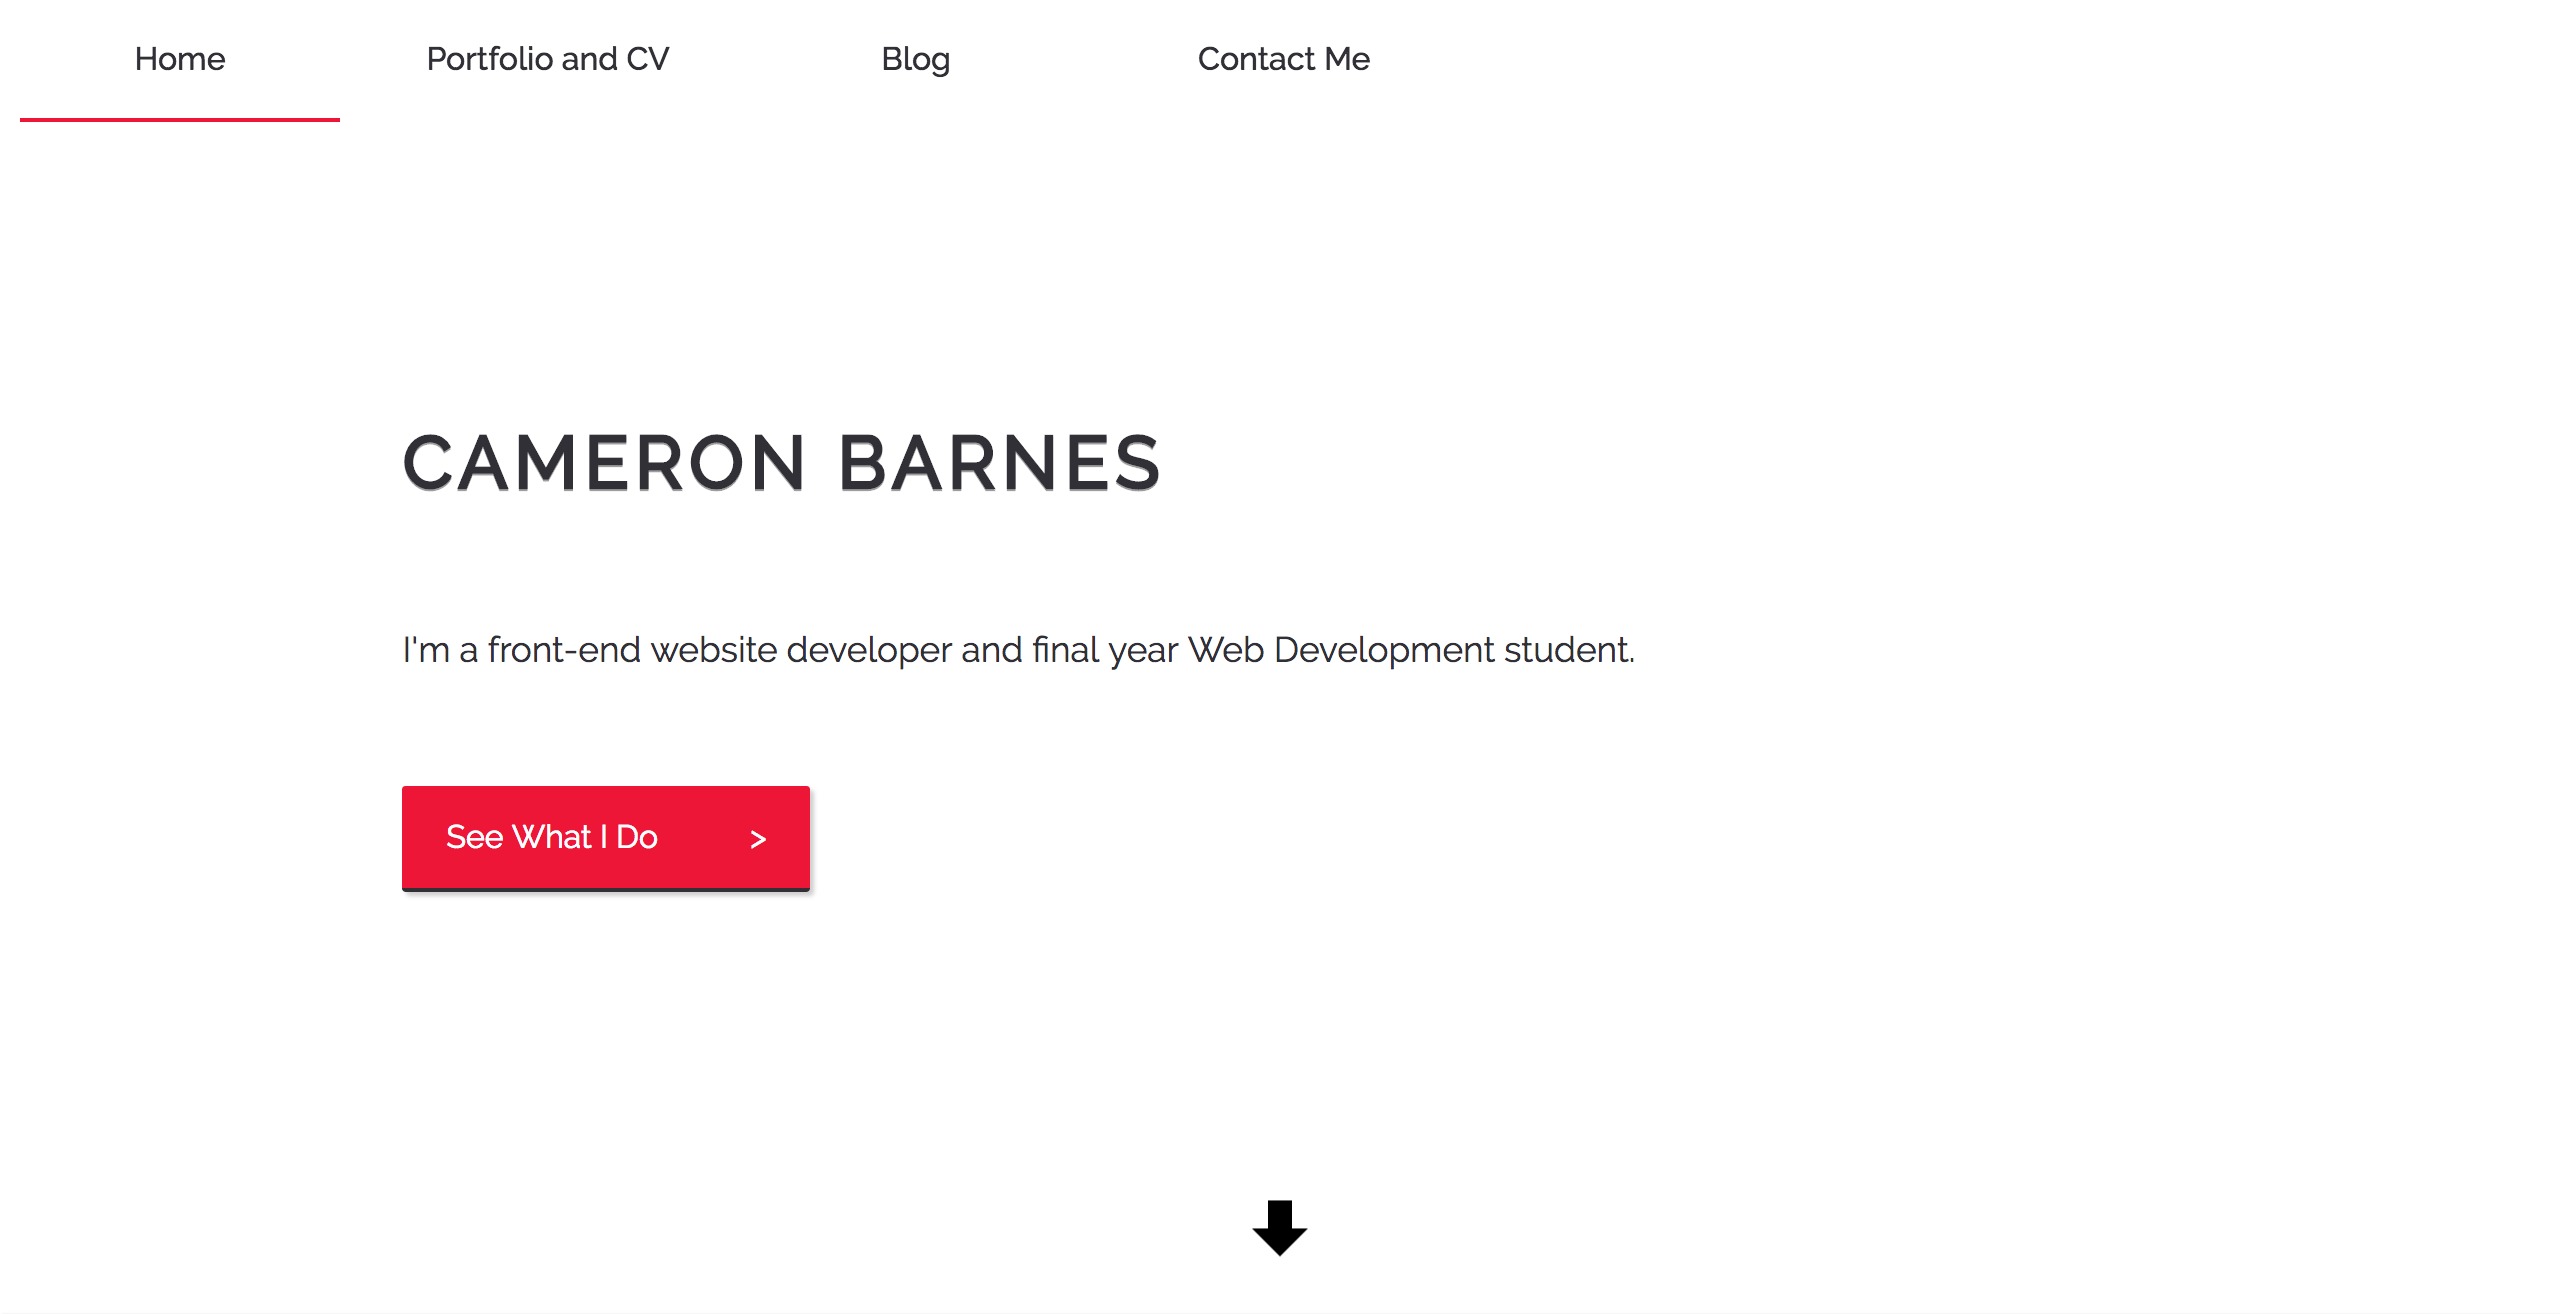 Home
Portfolio and CV
Blog
Contact Me
CAMERON BARNES
I'm a front-end website developer and final year Web Development student.
See What I Do >